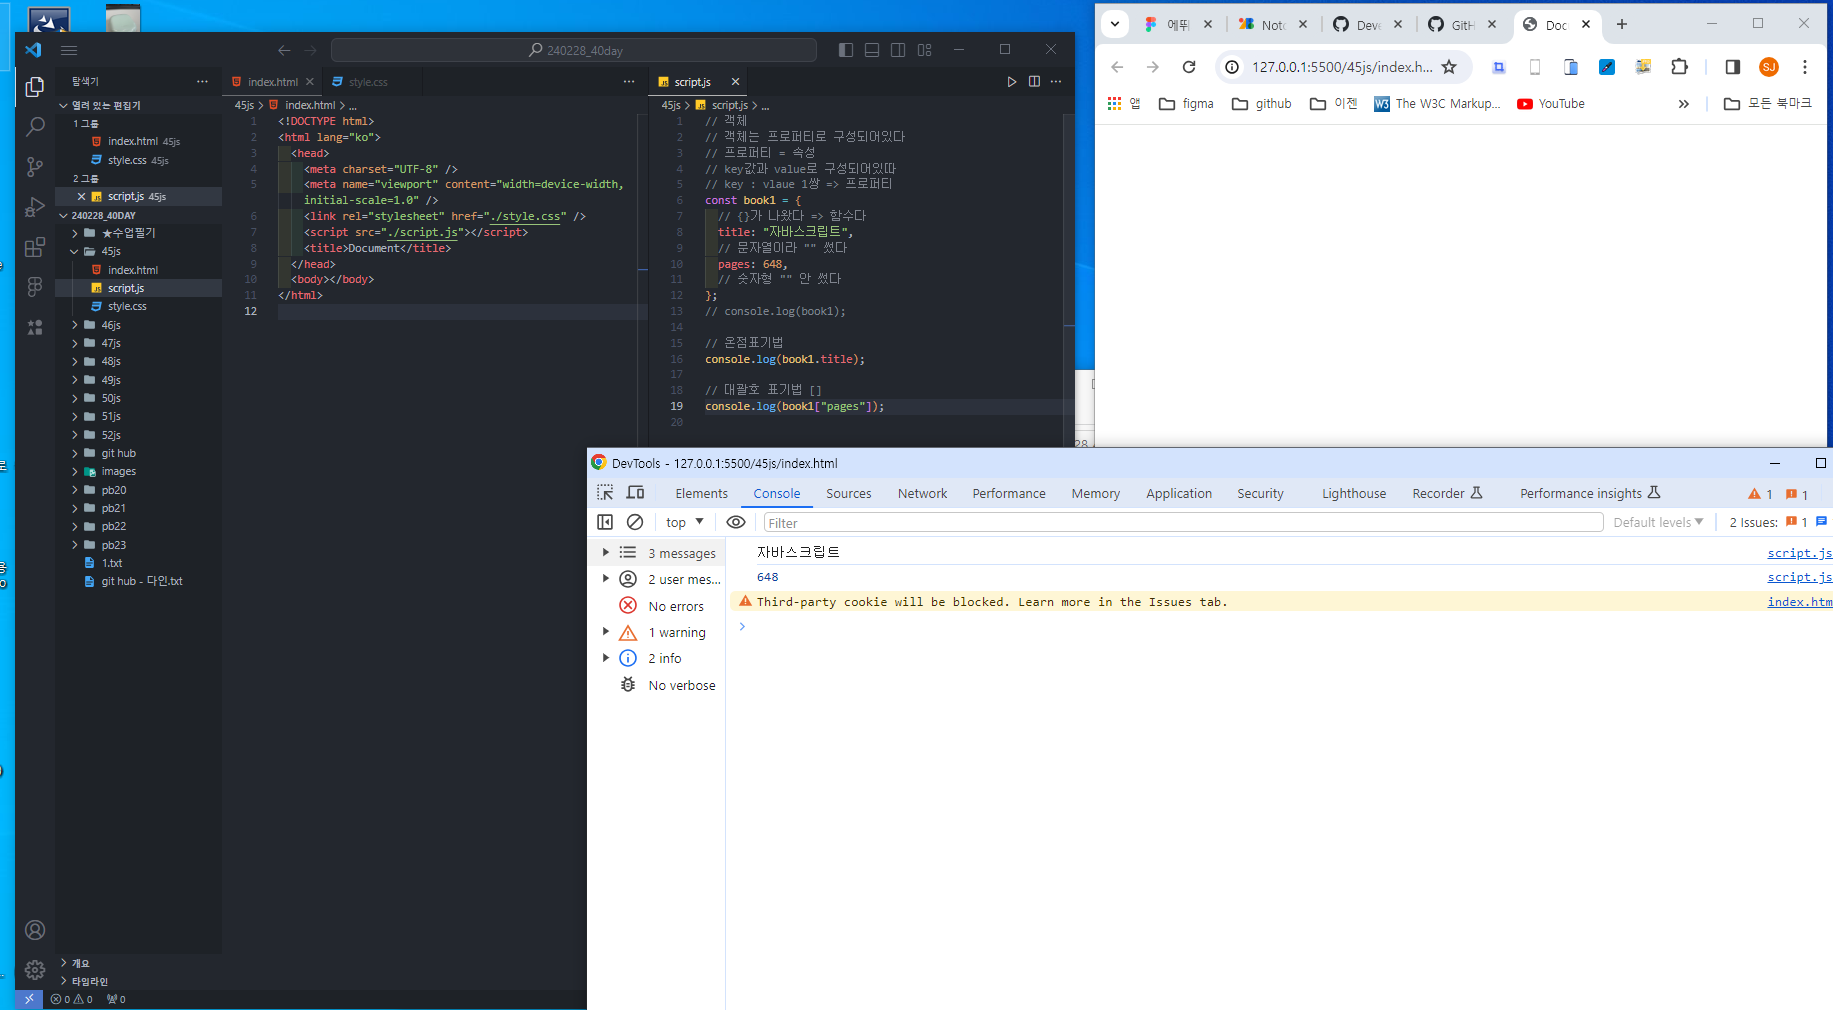 240228_40day
탐색기
열려 있는 편집기
1 그룹
index.html 45js
style.css 45js
2 그룹
script.js 45js
240228_40DAY
★수업필기
45js
index.html
script.js
style.css
46js
47js
48js
49js
50js
51js
52js
git hub
images
pb20
pb21
pb22
pb23
1.txt
git hub - 다인.txt
개요
타임라인
0 0 0
index.html
style.css
45js > index.html > ...
1 <!DOCTYPE html>
2 <html lang="ko">
3 <head>
4 <meta charset="UTF-8" />
5 <meta name="viewport" content="width=device-width,
initial-scale=1.0" />
6 <link rel="stylesheet" href="./style.css" />
7 <script src="./script.js"></script>
8 <title>Document</title>
9 </head>
10 <body></body>
11 </html>
12
script.js
45js > script.js > ...
1 // 객체
2 // 객체는 프로퍼티로 구성되어있다
3 // 프로퍼티 = 속성
4 // key값과 value로 구성되어있따
5 // key : vlaue 1쌍 => 프로퍼티
6 const book1 = {
7 // {}가 나왔다 => 함수다
8 title: "자바스크립트",
9 // 문자열이라 "" 썼다
10 pages: 648,
11 // 숫자형 "" 안 썼다
12 };
13 // console.log(book1);
14
15 // 온점표기법
16 console.log(book1.title);
17
18 // 대괄호 표기법 []
19 console.log(book1["pages"]);
20
에뛰
Noto
Deve
GitH
Doc
127.0.0.1:5500/45js/index.h...
SJ
앱
figma
github
이젠
W3 The W3C Markup...
YouTube
»
모든 북마크
DevTools - 127.0.0.1:5500/45js/index.html
Elements Console Sources Network Performance Memory Application Security Lighthouse Recorder Performance insights 1 1
top Filter Default levels 2 Issues: 1
3 messages
2 user mes...
No errors
1 warning
2 info
No verbose
자바스크립트 script.js
648 script.js
Third-party cookie will be blocked. Learn more in the Issues tab. index.htm
>